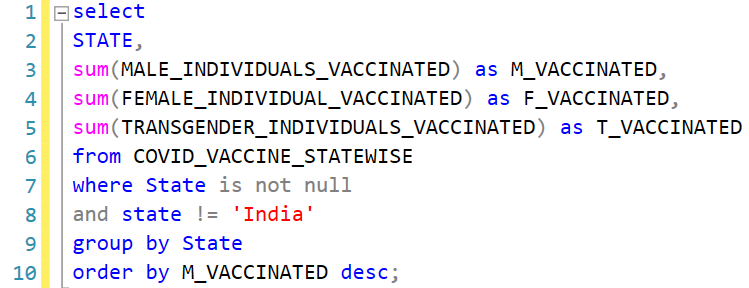 1 select
2 STATE,
3 sum(MALE_INDIVIDUALS_VACCINATED) as M_VACCINATED,
4 sum(FEMALE_INDIVIDUAL_VACCINATED) as F_VACCINATED,
5 sum(TRANSGENDER_INDIVIDUALS_VACCINATED) as T_VACCINATED
6 from COVID_VACCINE_STATEWISE
7 where State is not null
8 and state != 'India'
9 group by State
10 order by M_VACCINATED desc;